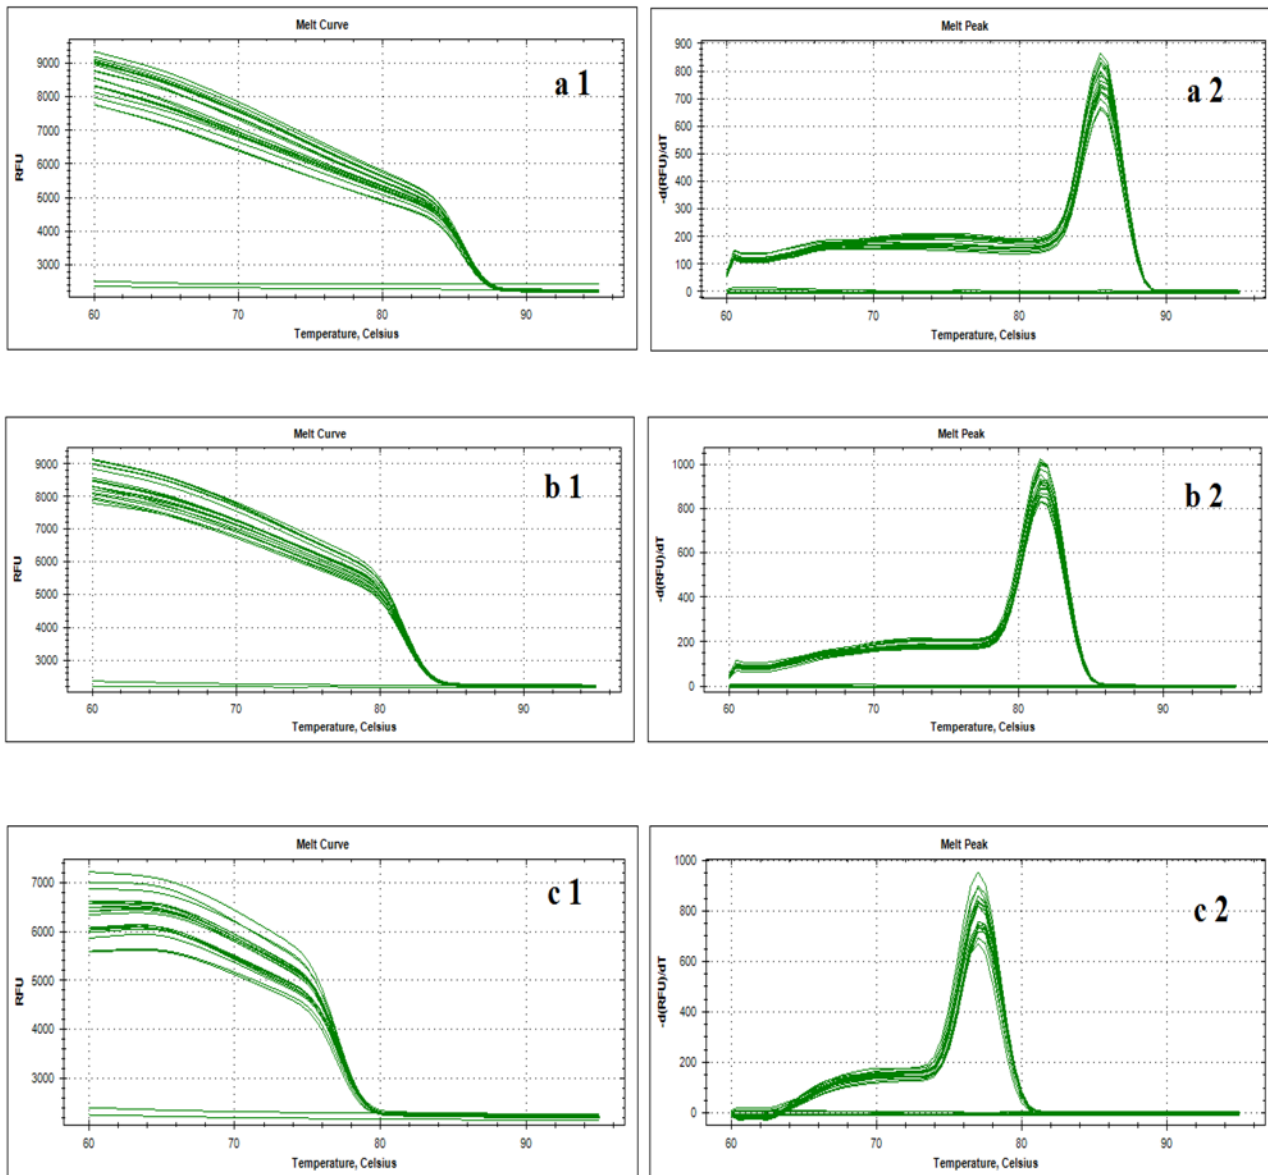 Melt Curve
a 1
RFU
9000
8000
7000
6000
5000
4000
3000
60 70 80 90
Temperature, Celsius
Melt Peak
a 2
-d(RFU)/dT
900
800
700
600
500
400
300
200
100
0
60 70 80 90
Temperature, Celsius
Melt Curve
b 1
RFU
9000
8000
7000
6000
5000
4000
3000
60 70 80 90
Temperature, Celsius
Melt Peak
b 2
-d(RFU)/dT
1000
800
600
400
200
0
60 70 80 90
Temperature, Celsius
Melt Curve
c 1
RFU
7000
6000
5000
4000
3000
60 70 80 90
Temperature, Celsius
Melt Peak
c 2
-d(RFU)/dT
1000
800
600
400
200
0
60 70 80 90
Temperature, Celsius